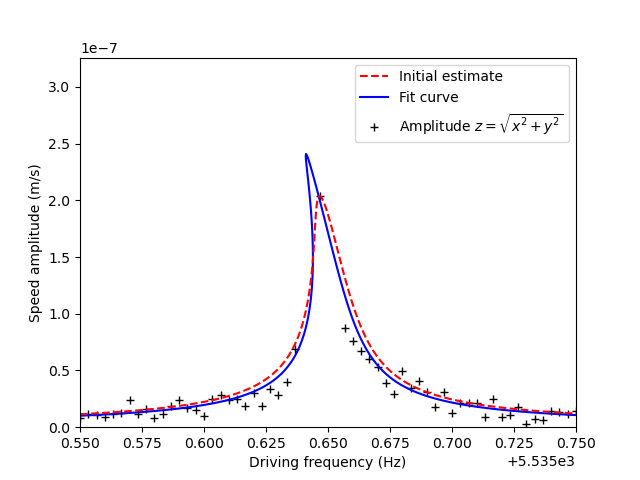 1e−7
3.0
2.5
2.0
1.5
1.0
0.5
0.0
Speed amplitude (m/s)
Initial estimate
Fit curve
Amplitude z = √x² + y²
0.550 0.575 0.600 0.625 0.650 0.675 0.700 0.725 0.750
Driving frequency (Hz)
+5.535e3